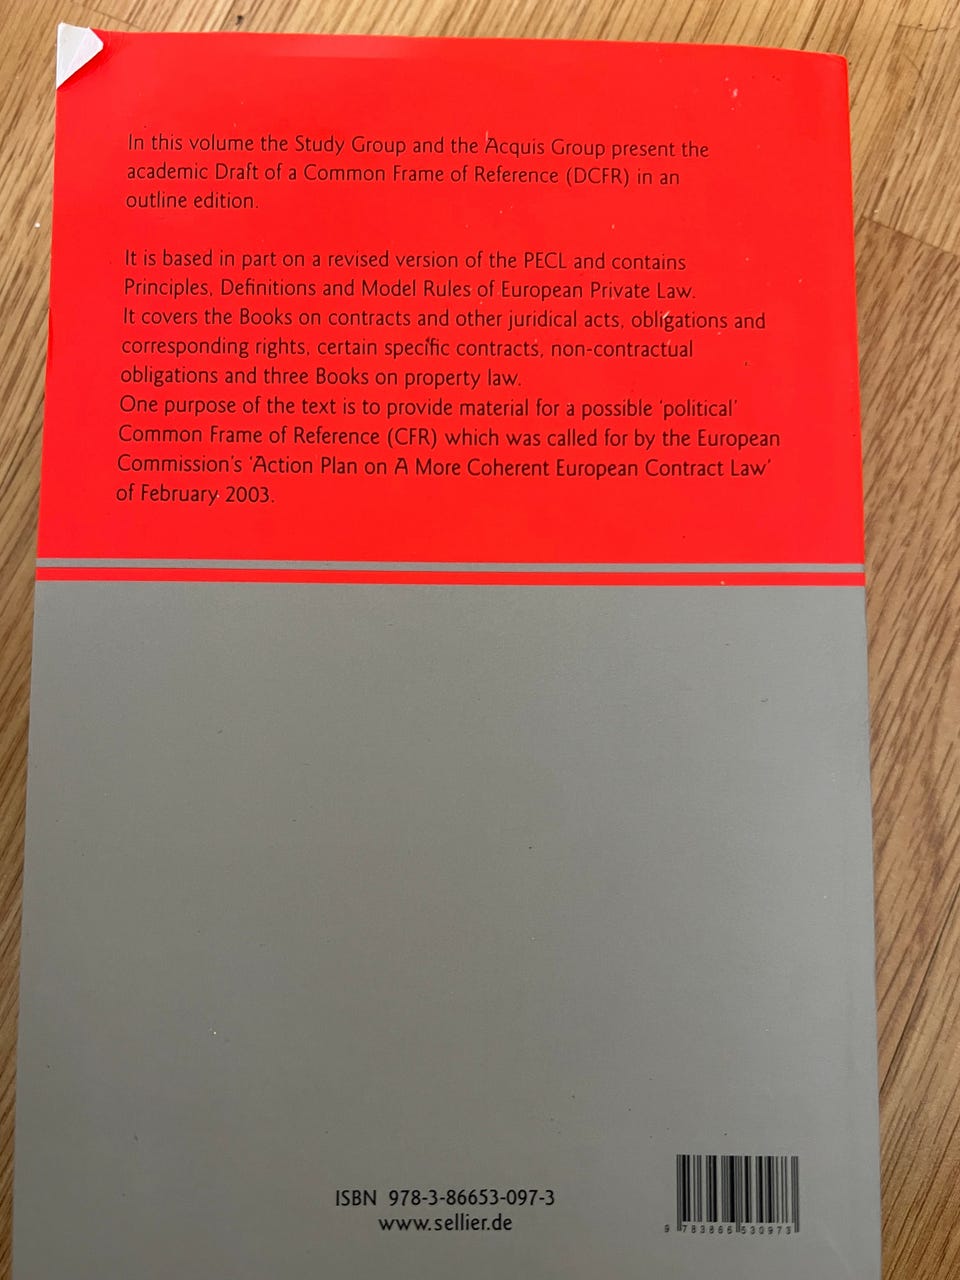 In this volume the Study Group and the Acquis Group present the
academic Draft of a Common Frame of Reference (DCFR) in an
outline edition.
It is based in part on a revised version of the PECL and contains
Principles, Definitions and Model Rules of European Private Law.
It covers the Books on contracts and other juridical acts, obligations and
corresponding rights, certain specific contracts, non-contractual
obligations and three Books on property law.
One purpose of the text is to provide material for a possible ‘political’
Common Frame of Reference (CFR) which was called for by the European
Commission’s ‘Action Plan on A More Coherent European Contract Law’
of February 2003.
ISBN 978-3-86653-097-3
www.sellier.de
9 783866 530973